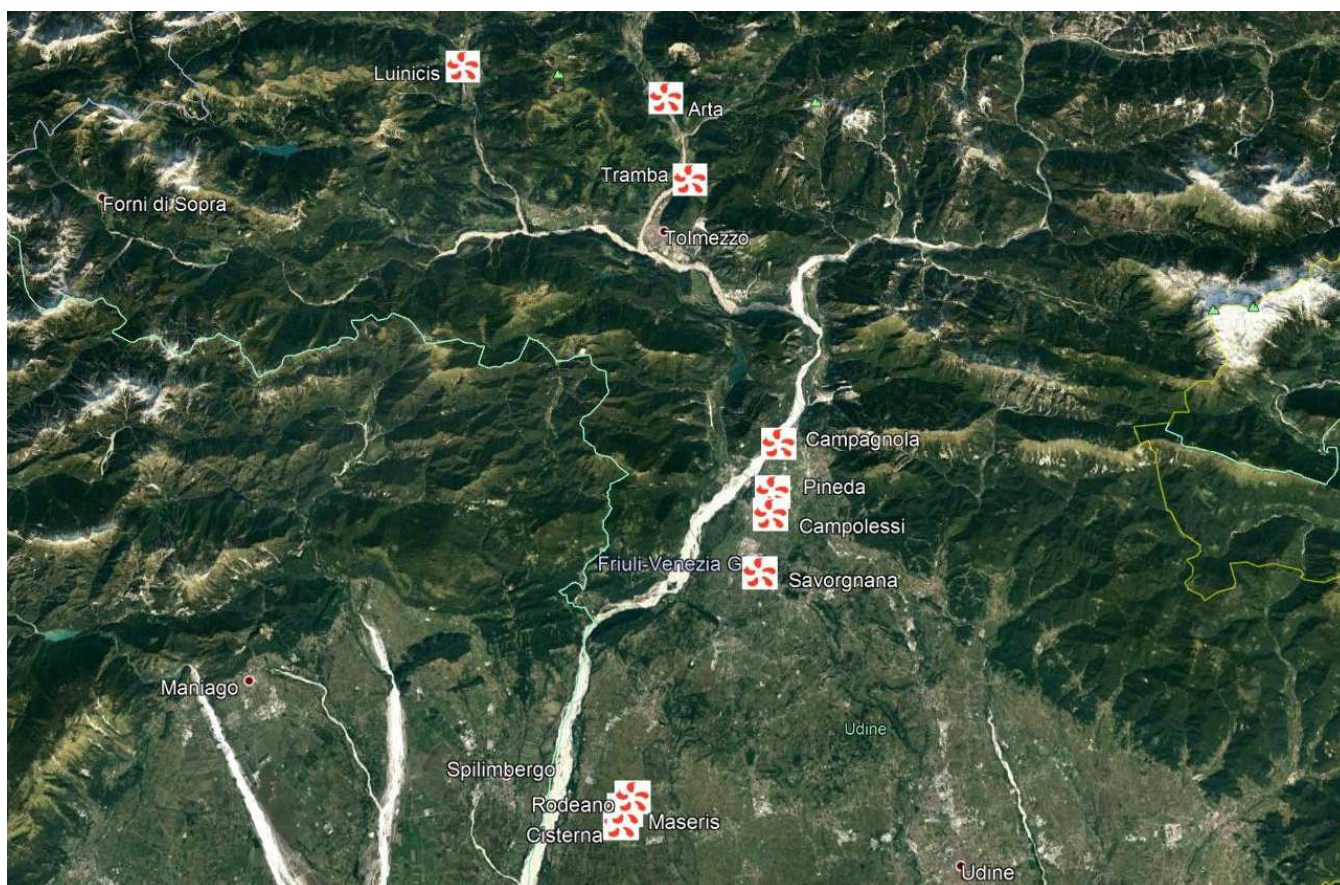 Luinicis
Arta
Tramba
Forni di Sopra
Tolmezzo
Campagnola
Pineda
Campolessi
Friuli-Venezia G
Savorgnana
Maniago
Udine
Spilimbergo
Rodeano
Maseris
Cisterna
Udine